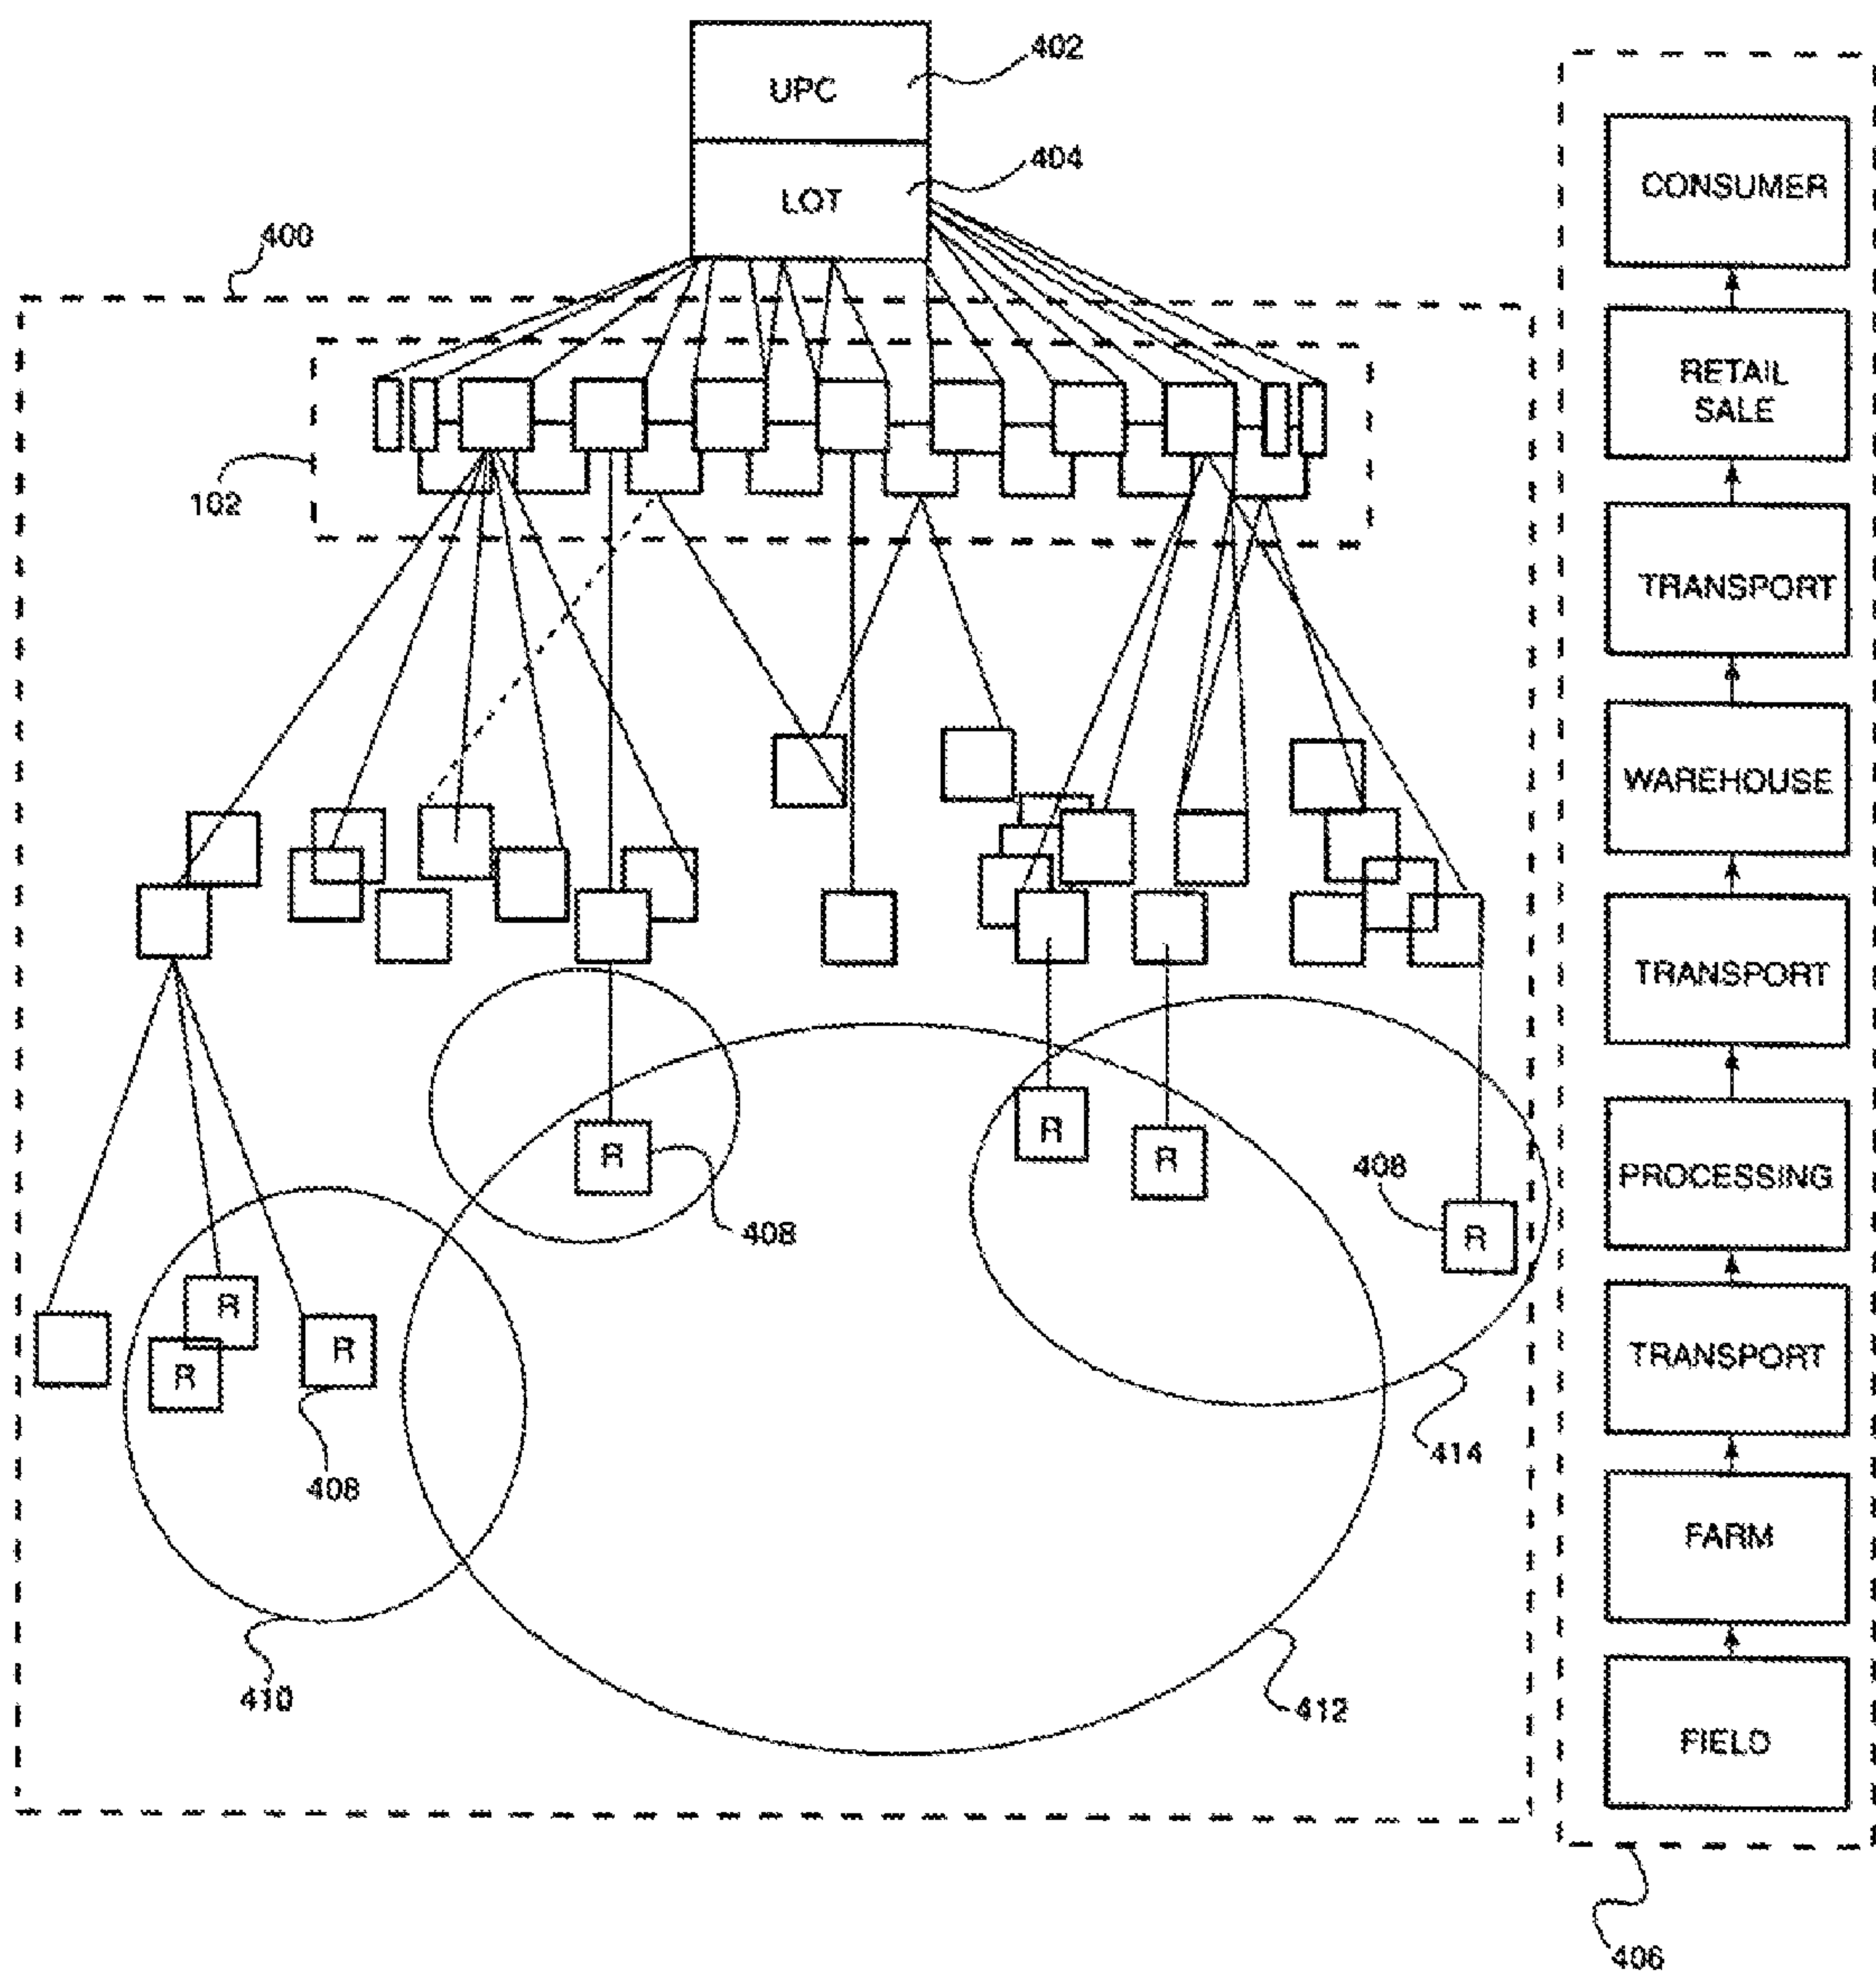 402
UPC
404
LOT
400
102
R
408
R
R
408
R
R
R
R
408
414
410
412
CONSUMER
RETAIL
SALE
TRANSPORT
WAREHOUSE
TRANSPORT
PROCESSING
TRANSPORT
FARM
FIELD
406